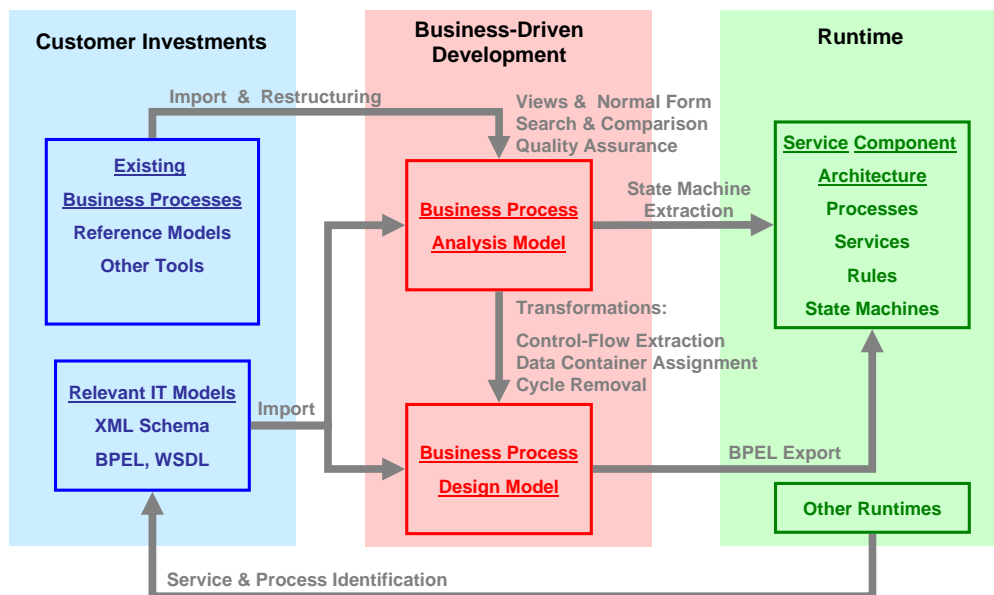 Customer Investments
Business-Driven
Development
Runtime
Import & Restructuring
Views & Normal Form
Search & Comparison
Quality Assurance
Existing
Business Processes
Reference Models
Other Tools
Business Process
Analysis Model
State Machine
Extraction
Service Component
Architecture
Processes
Services
Rules
State Machines
Transformations:
Control-Flow Extraction
Data Container Assignment
Cycle Removal
Relevant IT Models
XML Schema
BPEL, WSDL
Import
Business Process
Design Model
BPEL Export
Other Runtimes
Service & Process Identification